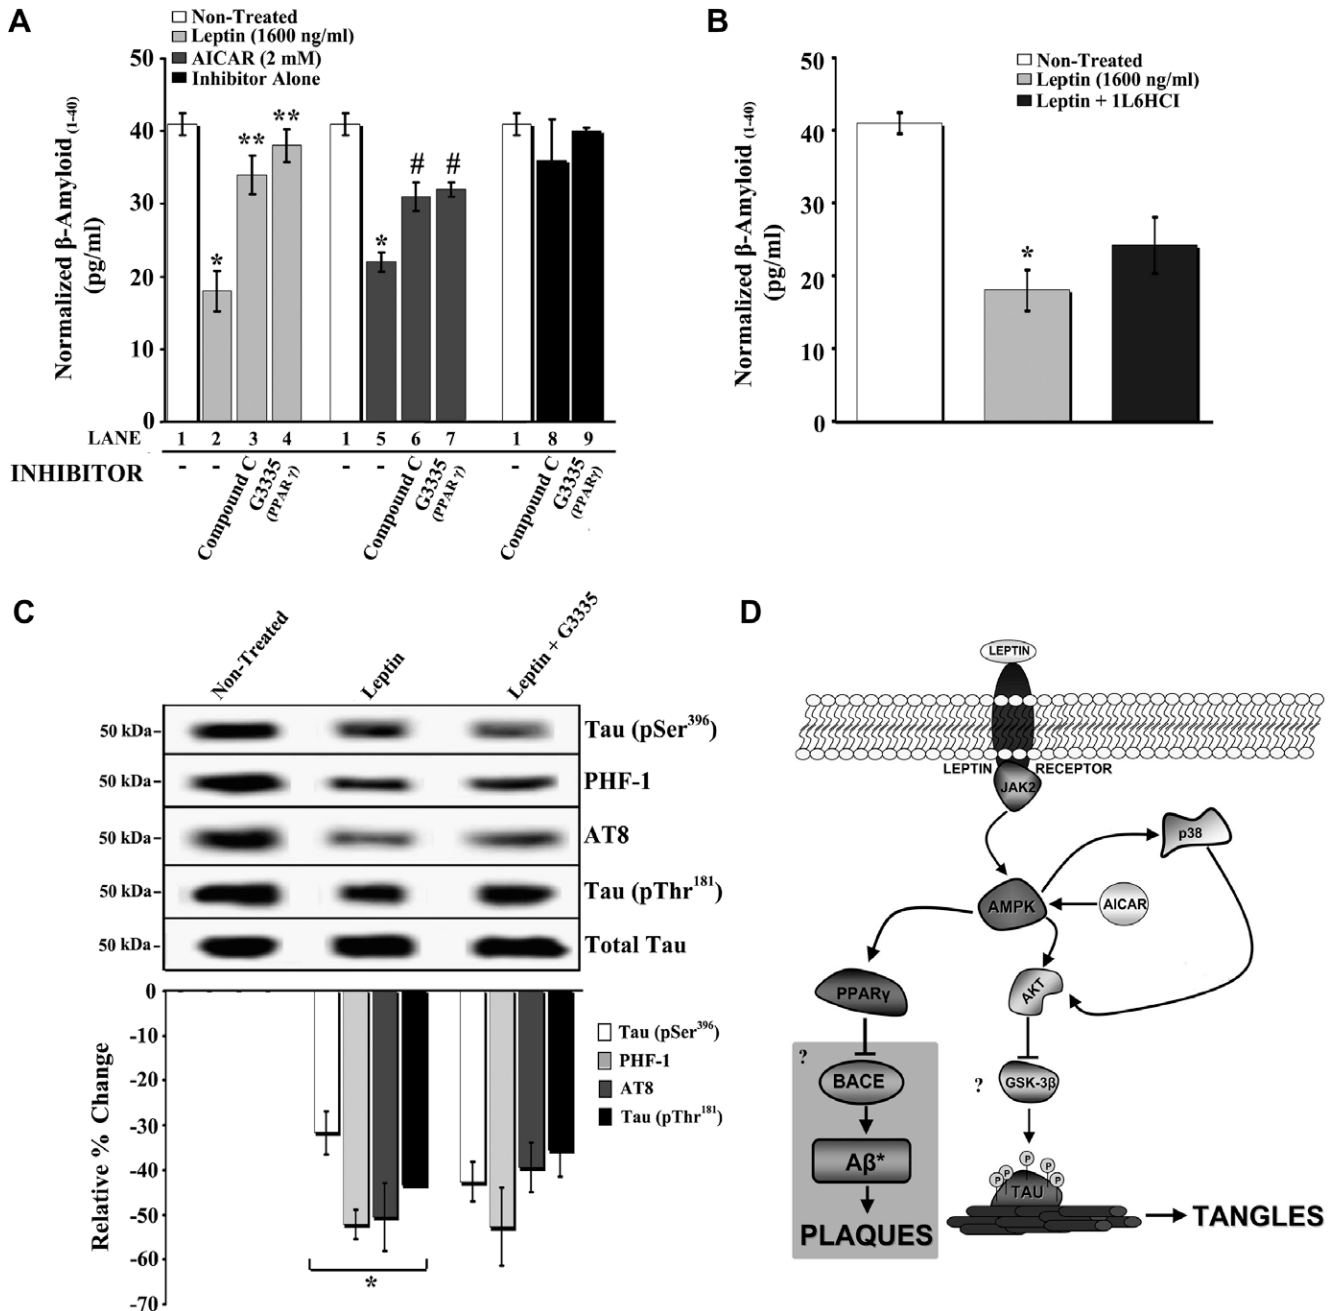 A
Non-Treated
Leptin (1600 ng/ml)
AICAR (2 mM)
Inhibitor Alone
Normalized β-Amyloid (1-40)
(pg/ml)
50
40
30
20
10
0
*
**
**
*
#
#
LANE 1 2 3 4 1 5 6 7 1 8 9
INHIBITOR - - - - -
Compound C
G3335
(PPAR γ)
Compound C
G3335
(PPAR γ)
Compound C
G3335
(PPARγ)
B
Non-Treated
Leptin (1600 ng/ml)
Leptin + 1L6HCI
Normalized β-Amyloid (1-40)
(pg/ml)
50
40
30
20
10
0
*
C
Non-Treated
Leptin
Leptin + G3335
50 kDa- Tau (pSer396)
50 kDa- PHF-1
50 kDa- AT8
50 kDa- Tau (pThr181)
50 kDa- Total Tau
Relative % Change
0
-10
-20
-30
-40
-50
-60
-70
*
Tau (pSer396)
PHF-1
AT8
Tau (pThr181)
D
LEPTIN
LEPTIN RECEPTOR
JAK2
p38
AMPK
AICAR
PPARγ
AKT
?
BACE
?
GSK-3β
Aβ*
P P P P P
TAU
PLAQUES
TANGLES